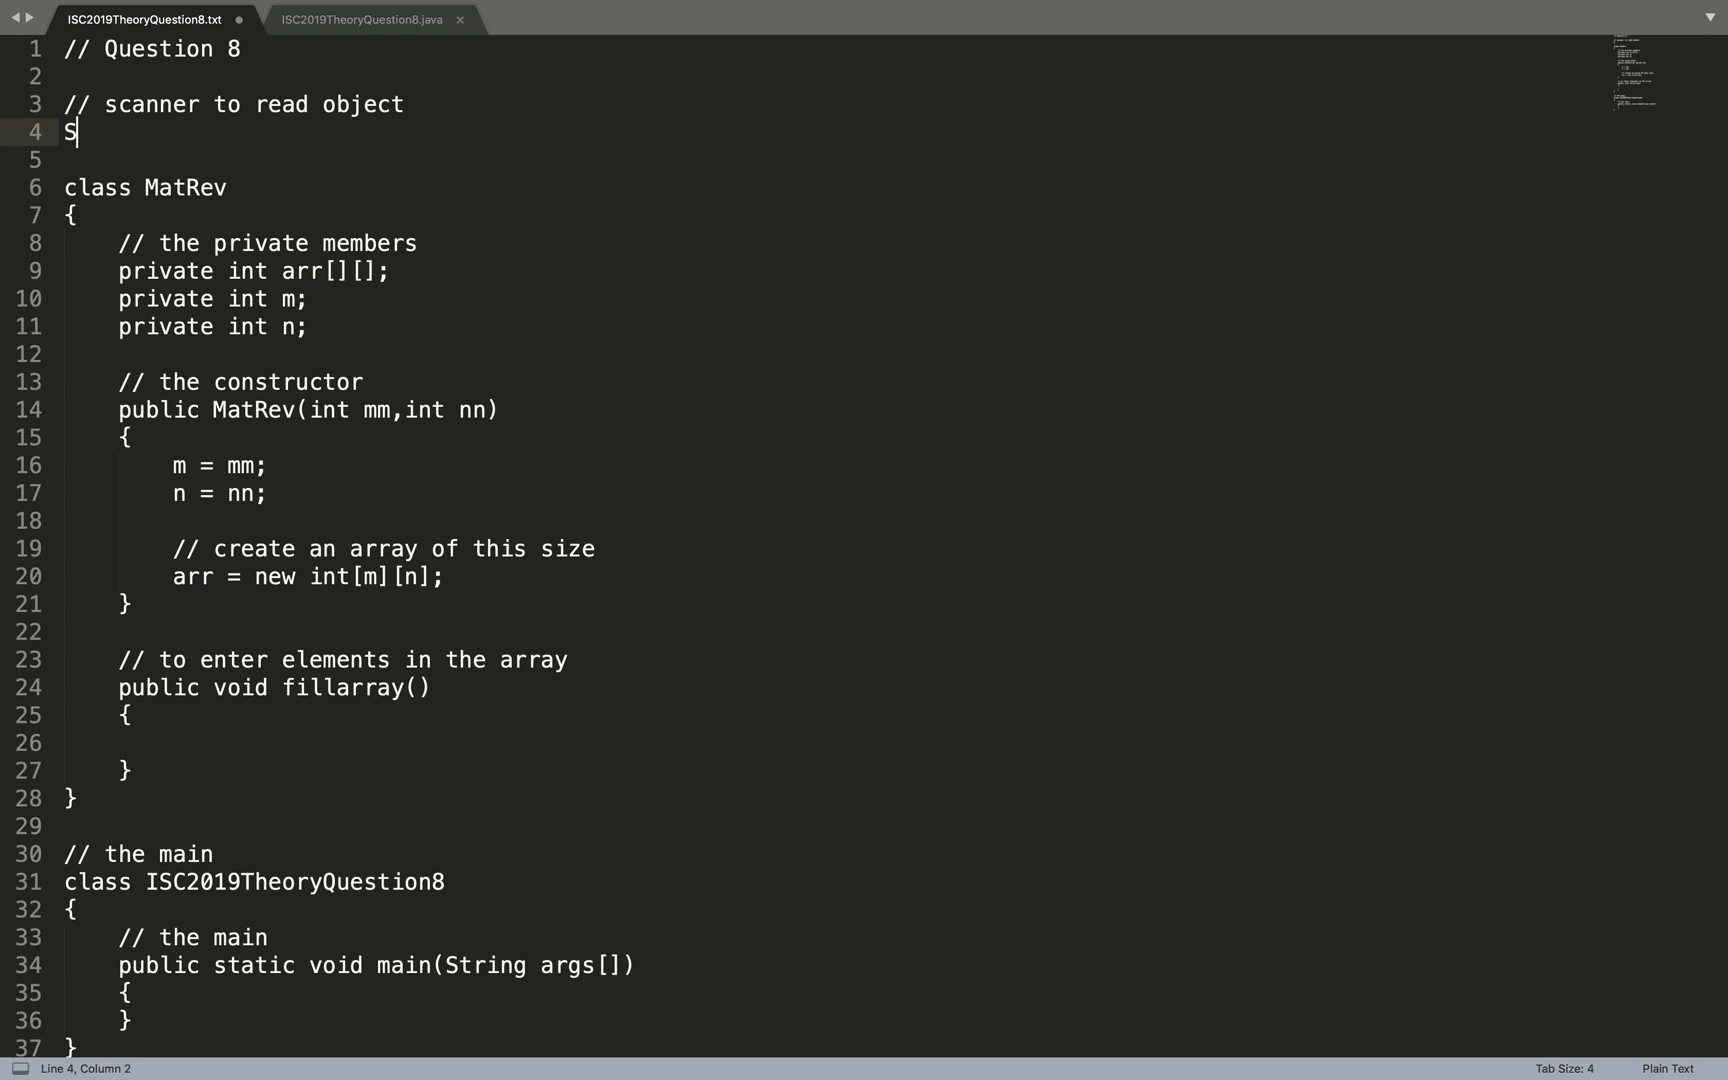 ISC2019TheoryQuestion8.txt
ISC2019TheoryQuestion8.java
1 // Question 8
2
3 // scanner to read object
4 S
5
6 class MatRev
7 {
8 // the private members
9 private int arr[][];
10 private int m;
11 private int n;
12
13 // the constructor
14 public MatRev(int mm,int nn)
15 {
16 m = mm;
17 n = nn;
18
19 // create an array of this size
20 arr = new int[m][n];
21 }
22
23 // to enter elements in the array
24 public void fillarray()
25 {
26
27 }
28 }
29
30 // the main
31 class ISC2019TheoryQuestion8
32 {
33 // the main
34 public static void main(String args[])
35 {
36 }
37 }
Line 4, Column 2
Tab Size: 4
Plain Text